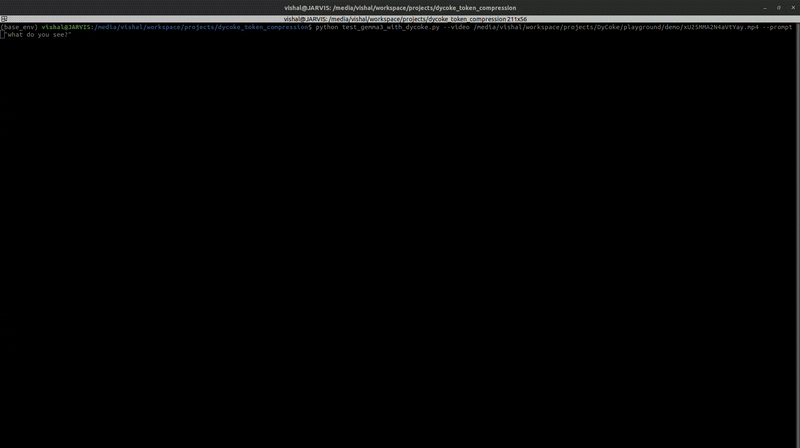 vishal@JARVIS: /media/vishal/workspace/projects/dycoke_token_compression
vishal@JARVIS: /media/vishal/workspace/projects/dycoke_token_compression 211x56
(base_env) vishal@JARVIS:/media/vishal/workspace/projects/dycoke_token_compression$ python test_gemma3_with_dycoke.py --video /media/vishal/workspace/projects/DyCoke/playground/demo/xU25MMA2N4aVtYay.mp4 --prompt
"what do you see?"